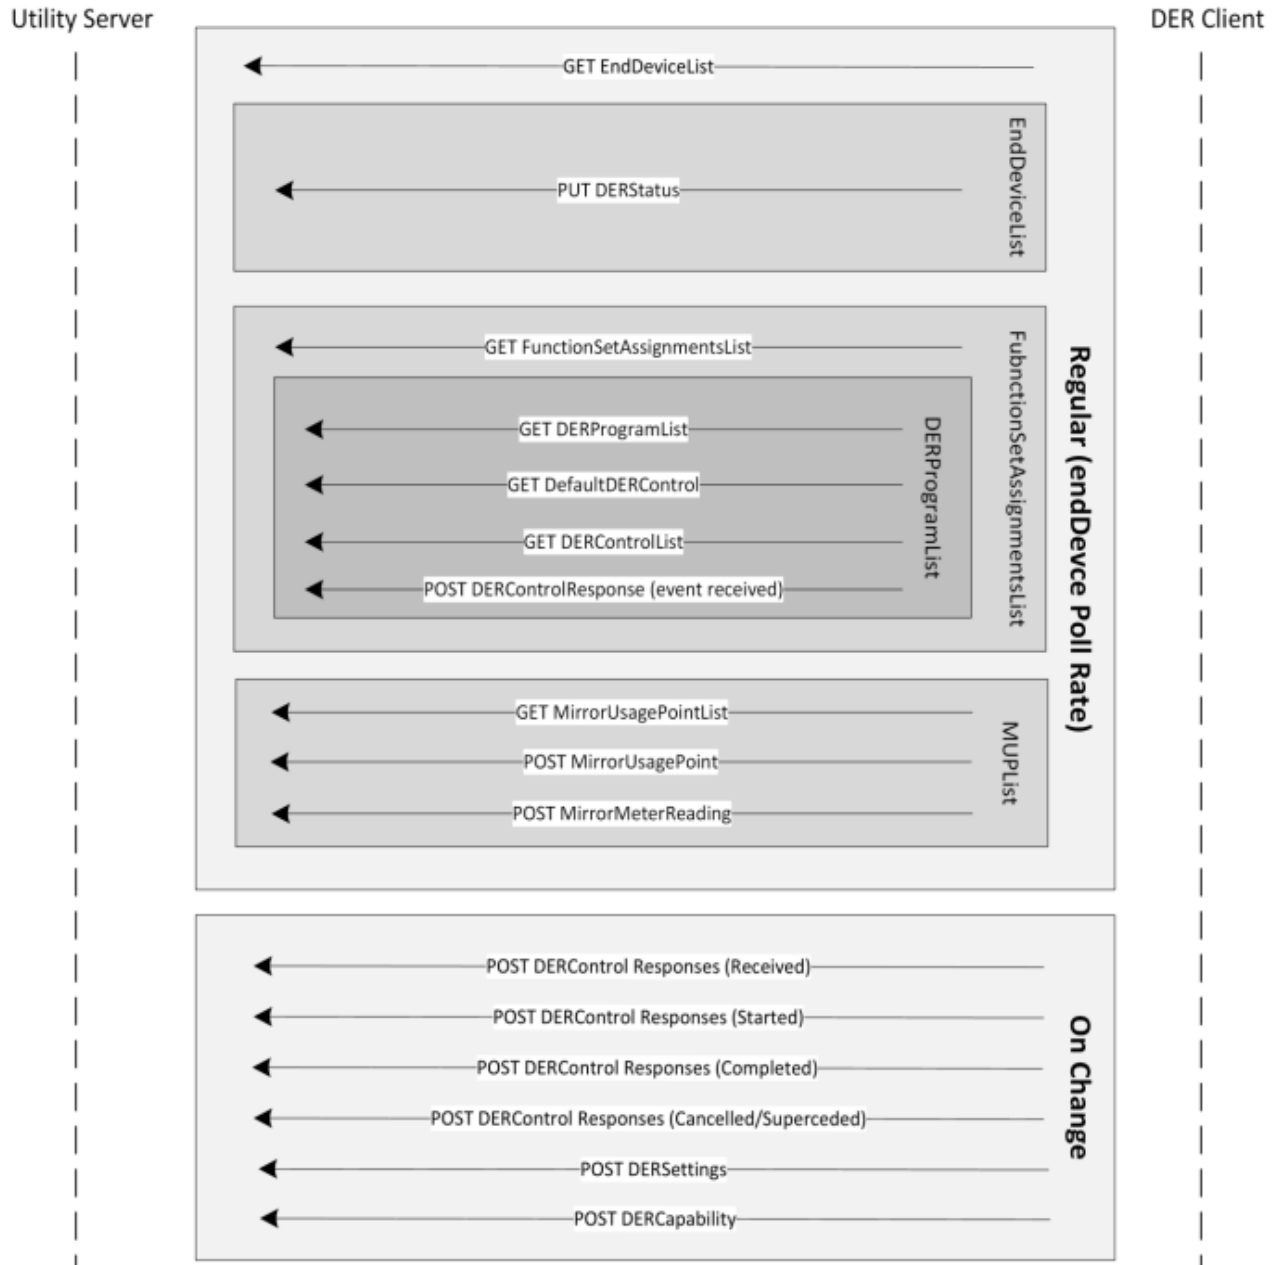 Utility Server
DER Client
GET EndDeviceList
EndDeviceList
PUT DERStatus
GET FunctionSetAssignmentsList
FubnctionSetAssignmentsList
GET DERProgramList
DERProgramList
GET DefaultDERControl
GET DERControlList
POST DERControlResponse (event received)
Regular (endDevce Poll Rate)
GET MirrorUsagePointList
MUPList
POST MirrorUsagePoint
POST MirrorMeterReading
POST DERControl Responses (Received)
POST DERControl Responses (Started)
On Change
POST DERControl Responses (Completed)
POST DERControl Responses (Cancelled/Superceded)
POST DERSettings
POST DERCapability